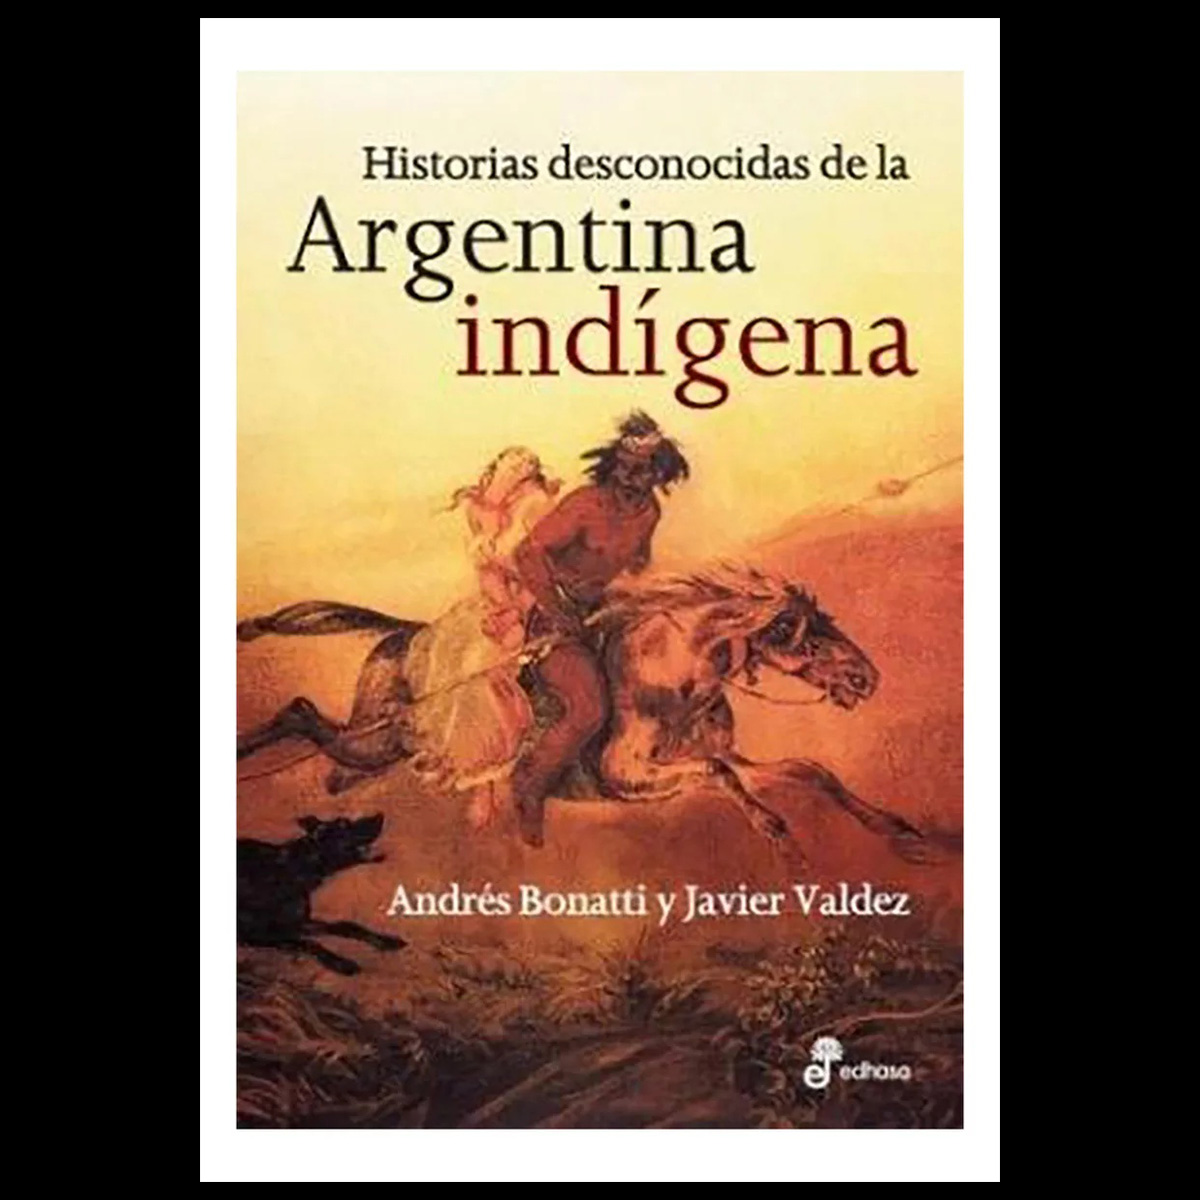 Historias desconocidas de la
Argentina
indígena
Andrés Bonatti y Javier Valdez
edhasa